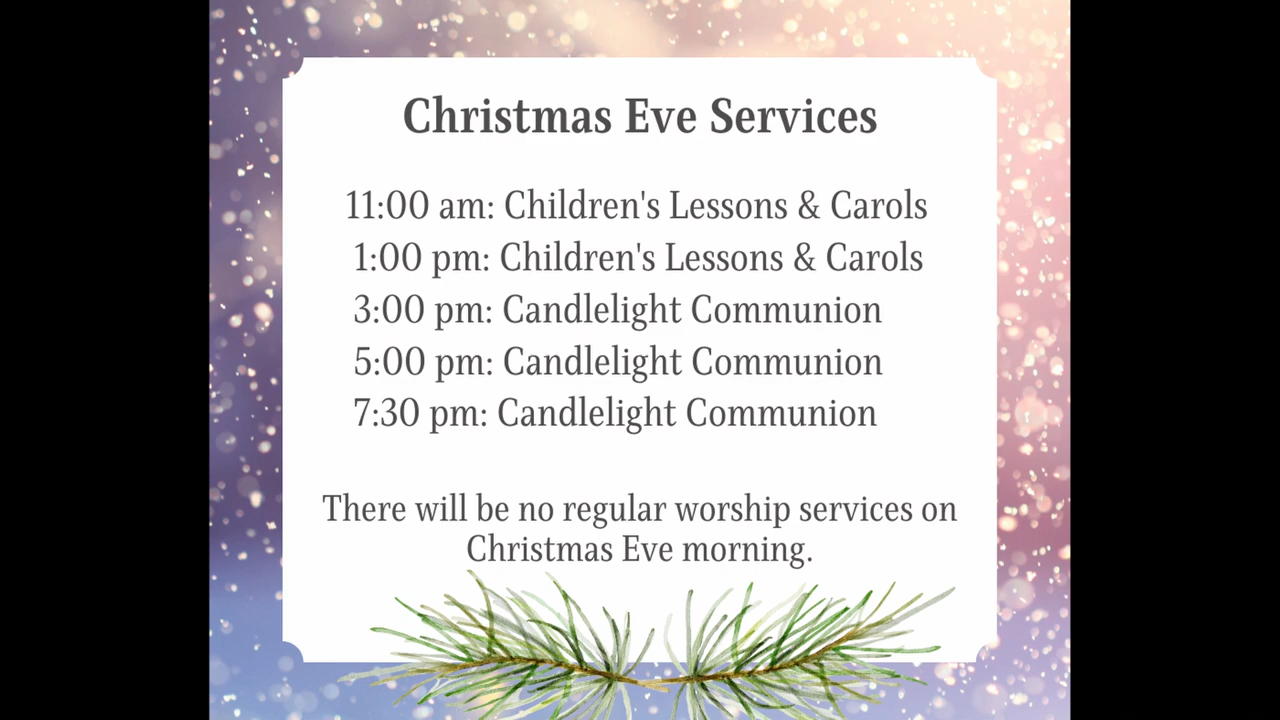 Christmas Eve Services
11:00 am: Children's Lessons & Carols
1:00 pm: Children's Lessons & Carols
3:00 pm: Candlelight Communion
5:00 pm: Candlelight Communion
7:30 pm: Candlelight Communion
There will be no regular worship services on
Christmas Eve morning.